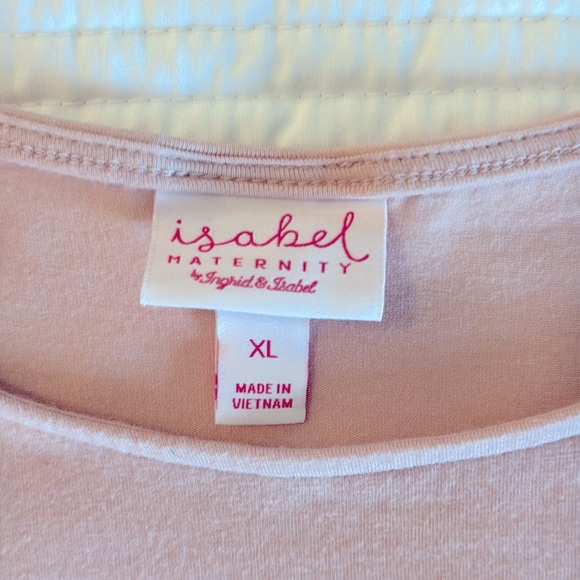 isabel
MATERNITY
by Ingrid & Isabel
XL
MADE IN
VIETNAM